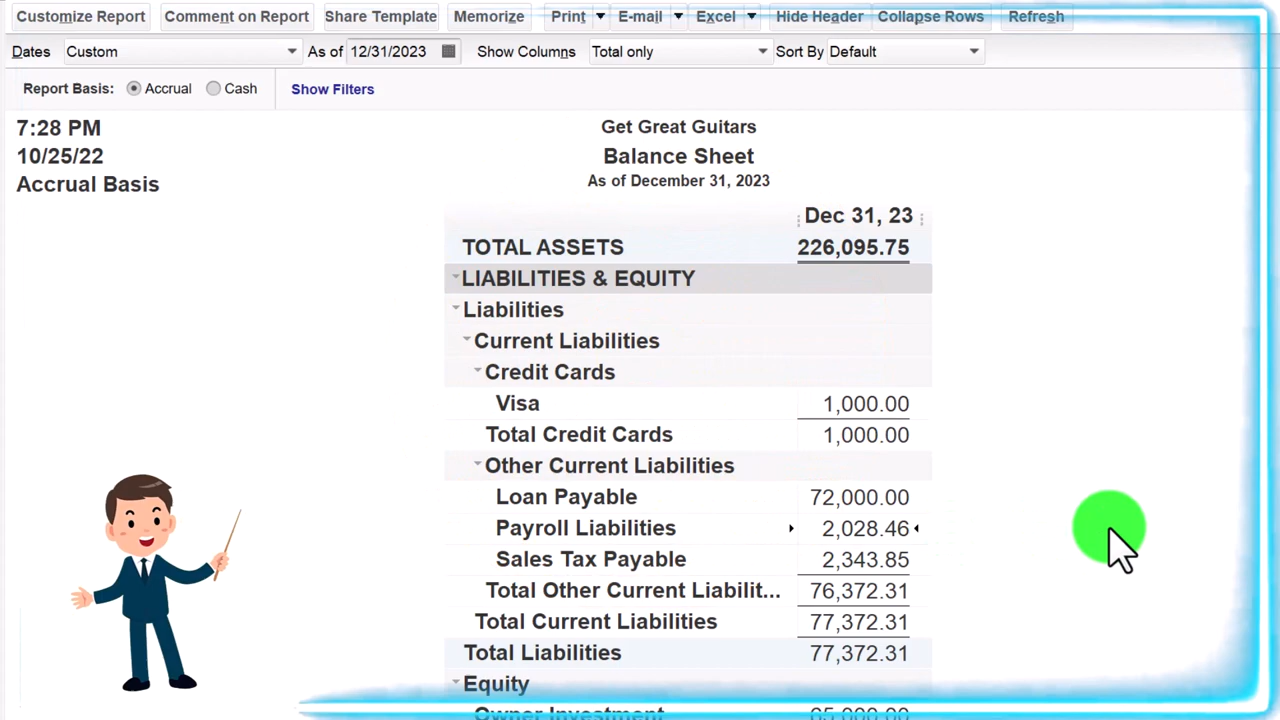 Customize Report Comment on Report Share Template Memorize Print E-mail Excel Hide Header Collapse Rows Refresh
Dates Custom As of 12/31/2023 Show Columns Total only Sort By Default
Report Basis: Accrual Cash Show Filters
7:28 PM
10/25/22
Accrual Basis
Get Great Guitars
Balance Sheet
As of December 31, 2023
Dec 31, 23
TOTAL ASSETS 226,095.75
LIABILITIES & EQUITY
Liabilities
Current Liabilities
Credit Cards
Visa 1,000.00
Total Credit Cards 1,000.00
Other Current Liabilities
Loan Payable 72,000.00
Payroll Liabilities 2,028.46
Sales Tax Payable 2,343.85
Total Other Current Liabilit... 76,372.31
Total Current Liabilities 77,372.31
Total Liabilities 77,372.31
Equity
Owner Investment 65,000.00